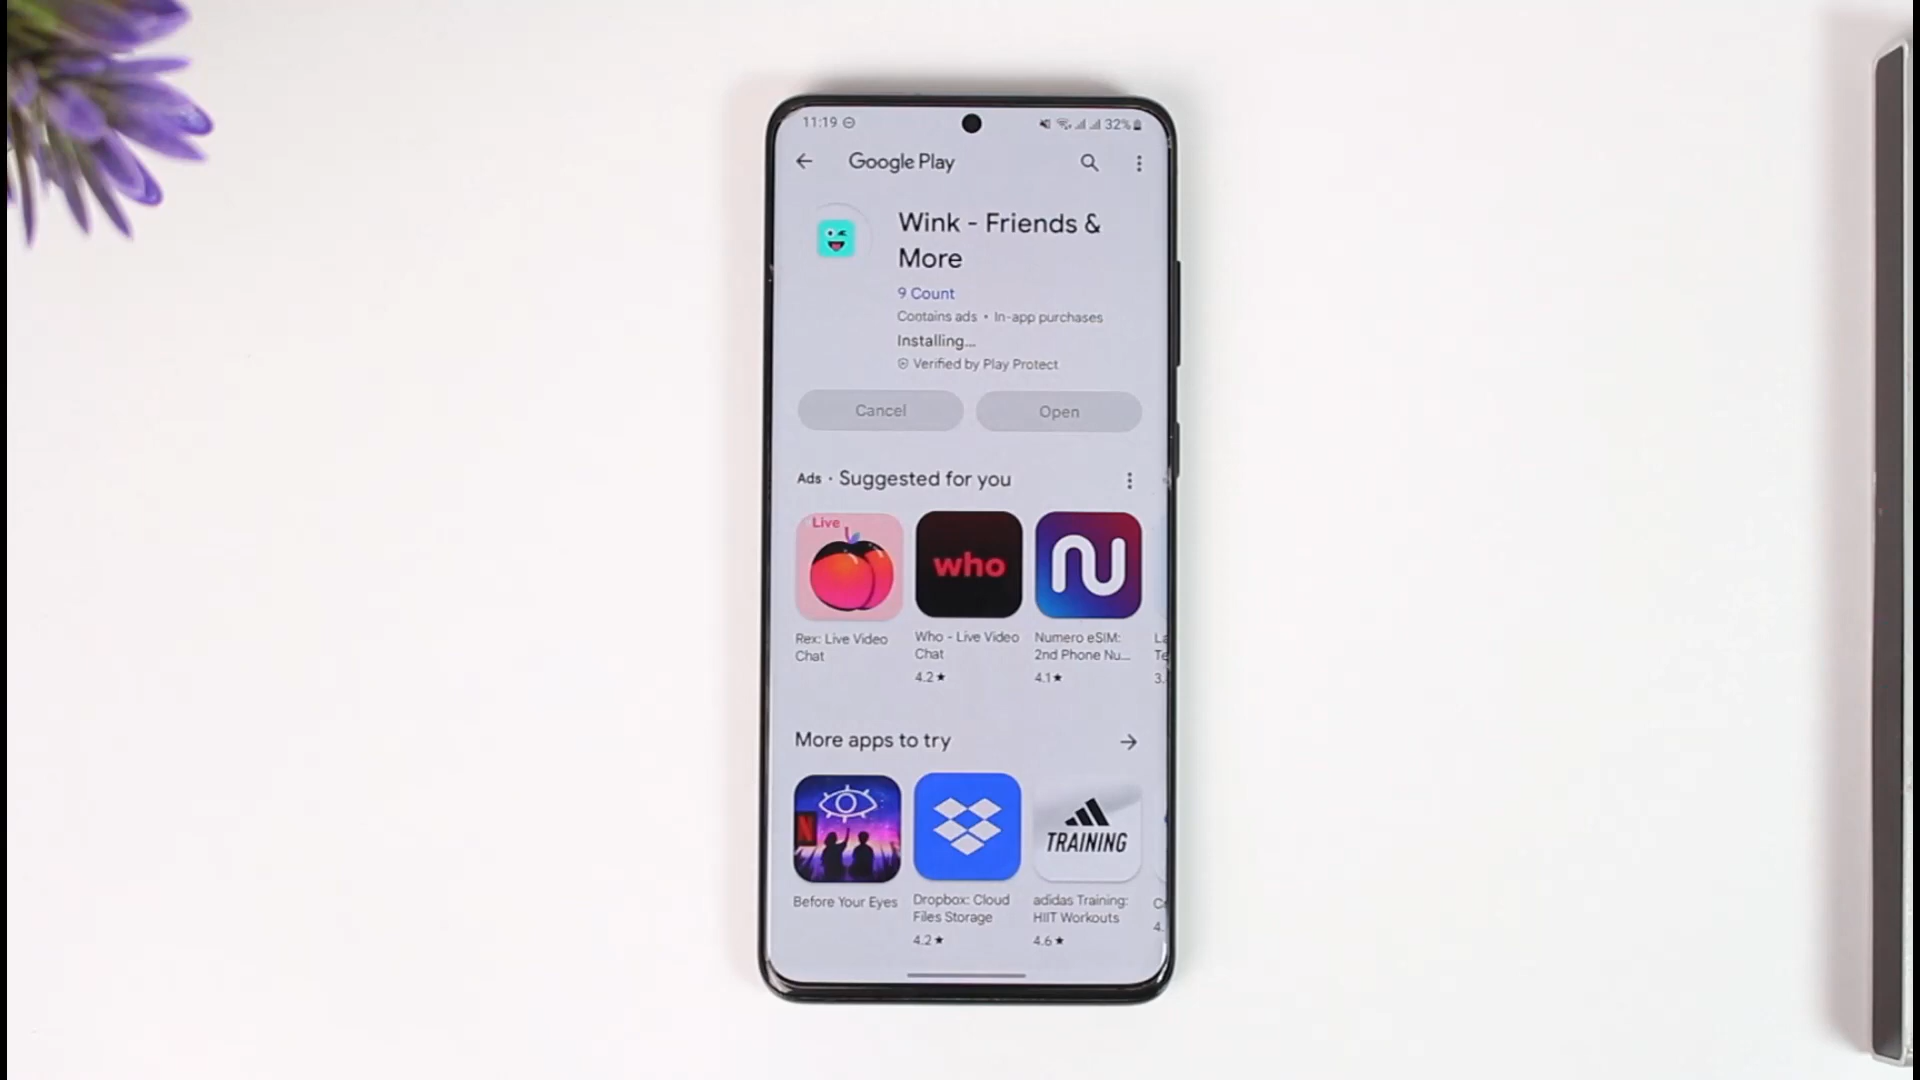 11:19
32%
Google Play
Wink - Friends &
More
9 Count
Contains ads • In-app purchases
Installing...
Verified by Play Protect
Cancel
Open
Ads · Suggested for you
Live
who
Rex: Live Video
Chat
Who - Live Video
Chat
4.2★
Numero eSIM:
2nd Phone Nu...
4.1★
More apps to try
N
TRAINING
Before Your Eyes
Dropbox: Cloud
Files Storage
4.2★
adidas Training:
HIIT Workouts
4.6★